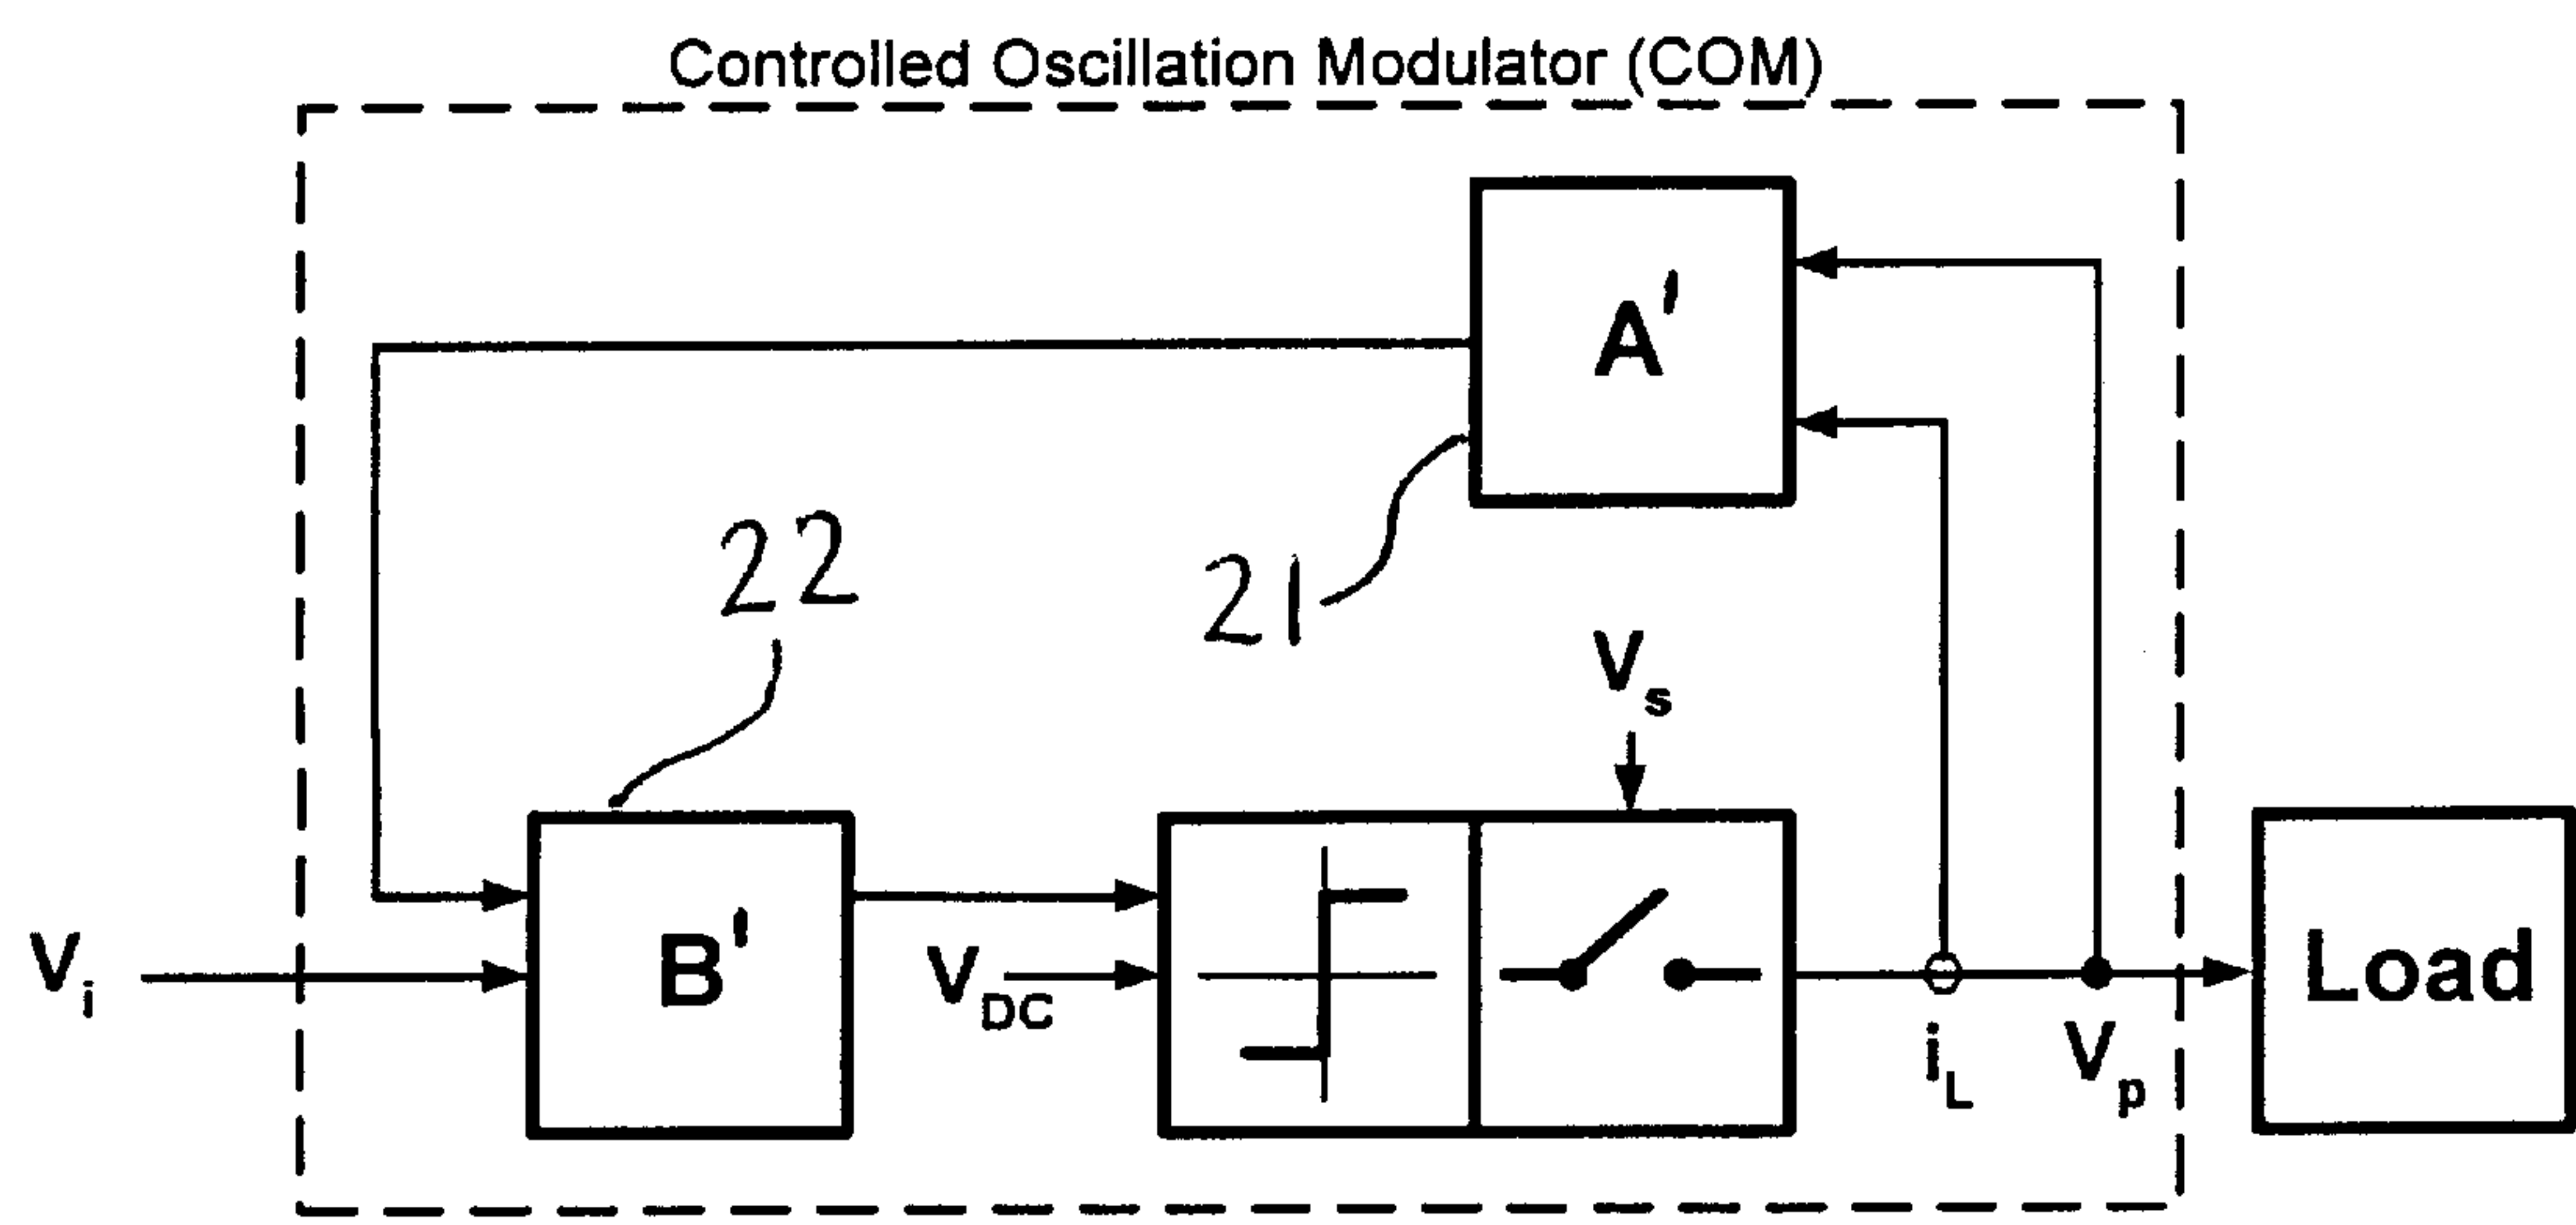 Controlled Oscillation Modulator (COM)
A'
22
21
Vs
Vi
B'
VDC
Load
iL
Vp